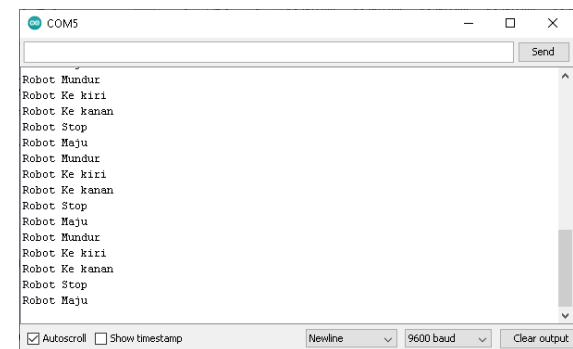 COM5
Send
Robot Mundur
Robot Ke kiri
Robot Ke kanan
Robot Stop
Robot Maju
Robot Mundur
Robot Ke kiri
Robot Ke kanan
Robot Stop
Robot Maju
Robot Mundur
Robot Ke kiri
Robot Ke kanan
Robot Stop
Robot Maju
Autoscroll Show timestamp Newline 9600 baud Clear output